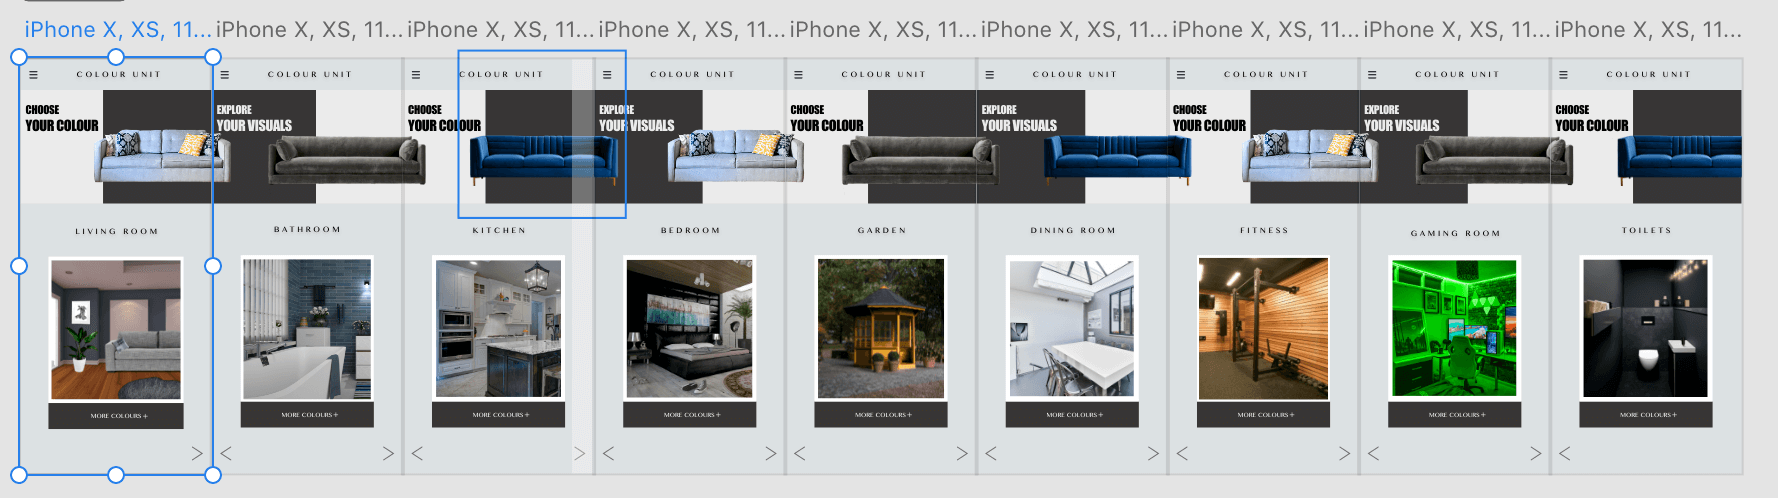 iPhone X, XS, 11... iPhone X, XS, 11... iPhone X, XS, 11... iPhone X, XS, 11... iPhone X, XS, 11... iPhone X, XS, 11... iPhone X, XS, 11... iPhone X, XS, 11... iPhone X, XS, 11...
COLOUR UNIT COLOUR UNIT COLOUR UNIT COLOUR UNIT COLOUR UNIT COLOUR UNIT COLOUR UNIT COLOUR UNIT COLOUR UNIT
CHOOSE EXPLORE CHOOSE EXPLORE CHOOSE EXPLORE CHOOSE EXPLORE CHOOSE
YOUR COLOUR YOUR VISUALS YOUR COLOUR YOUR VISUALS YOUR COLOUR YOUR VISUALS YOUR COLOUR YOUR VISUALS YOUR COLOUR
LIVING ROOM BATHROOM KITCHEN BEDROOM GARDEN DINING ROOM FITNESS GAMING ROOM TOILETS
MORE COLOURS + MORE COLOURS + MORE COLOURS + MORE COLOURS + MORE COLOURS + MORE COLOURS + MORE COLOURS + MORE COLOURS + MORE COLOURS +